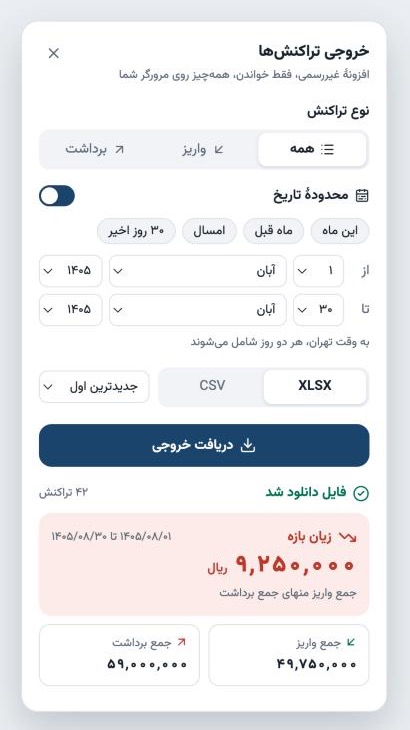 خروجی تراکنش‌ها
افزونهٔ غیررسمی، فقط خواندن، همه‌چیز روی مرورگر شما
نوع تراکنش
همه واریز برداشت
محدودهٔ تاریخ
این ماه ماه قبل امسال ۳۰ روز اخیر
از ۱ آبان ۱۴۰۵
تا ۳۰ آبان ۱۴۰۵
به وقت تهران، هر دو روز شامل می‌شوند
XLSX CSV جدیدترین اول
دریافت خروجی
فایل دانلود شد ۴۲ تراکنش
زیان بازه ۱۴۰۵/۰۸/۰۱ تا ۱۴۰۵/۰۸/۳۰
۹,۲۵۰,۰۰۰ ریال
جمع واریز منهای جمع برداشت
جمع واریز جمع برداشت
۴۹,۷۵۰,۰۰۰ ۵۹,۰۰۰,۰۰۰